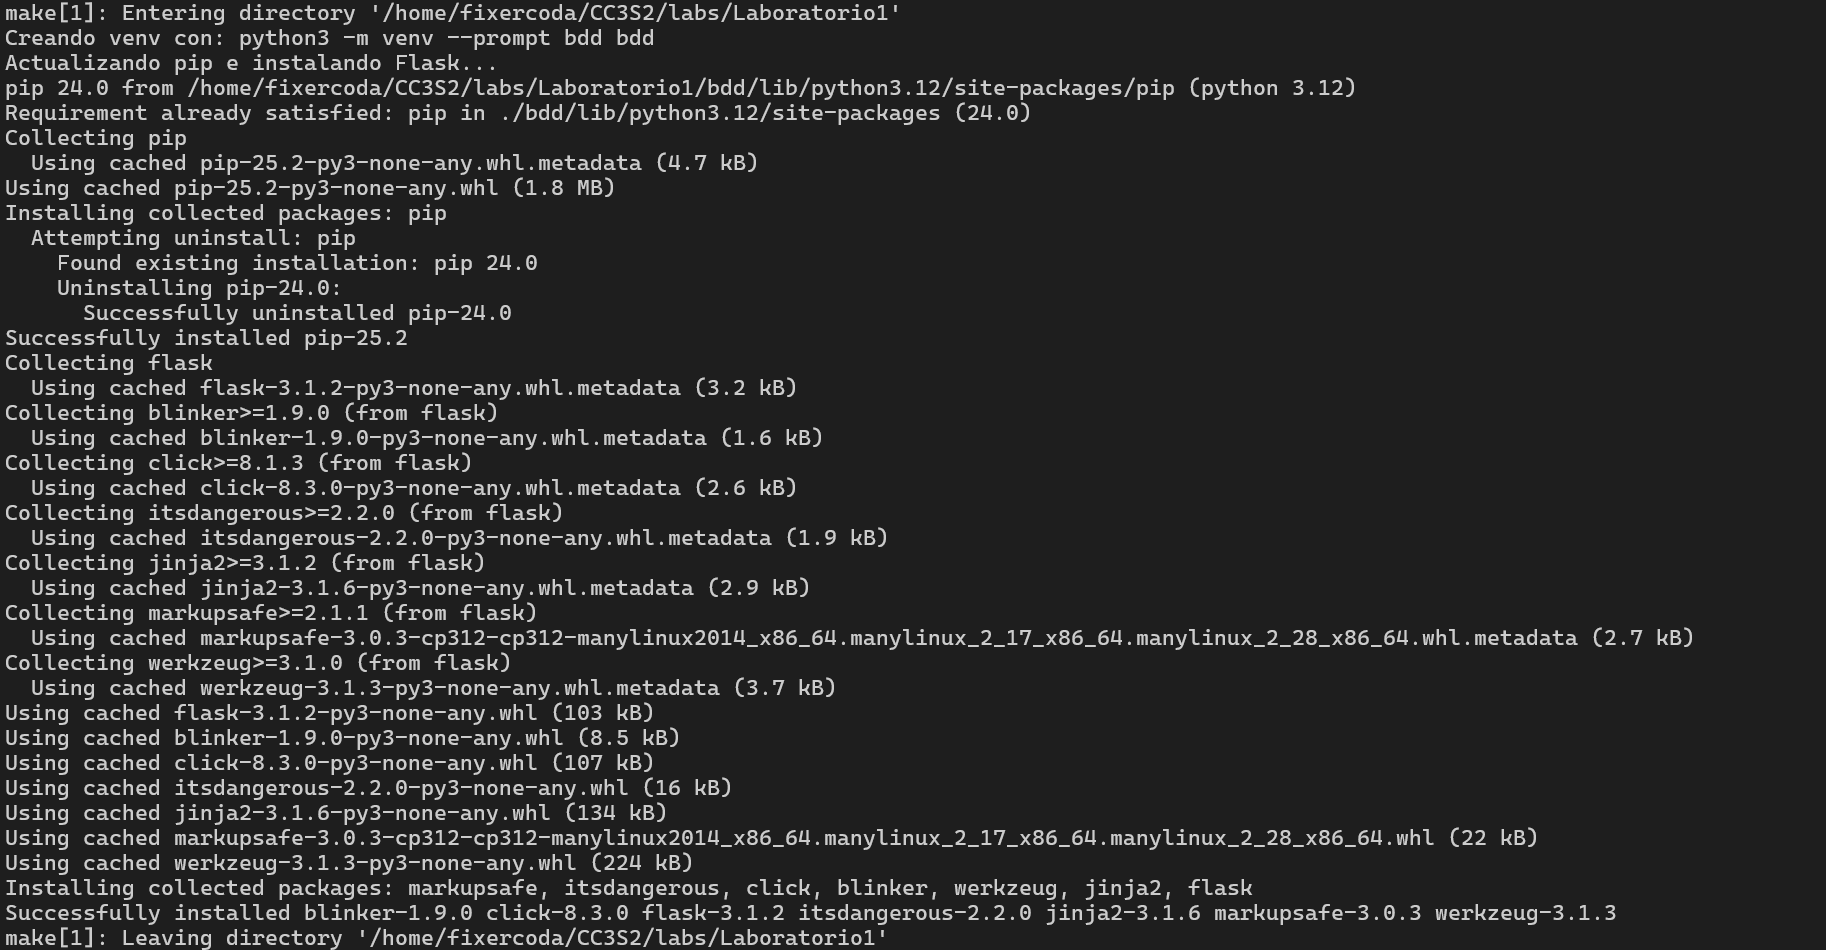 make[1]: Entering directory '/home/fixercoda/CC3S2/labs/Laboratorio1'
Creando venv con: python3 -m venv --prompt bdd bdd
Actualizando pip e instalando Flask...
pip 24.0 from /home/fixercoda/CC3S2/labs/Laboratorio1/bdd/lib/python3.12/site-packages/pip (python 3.12)
Requirement already satisfied: pip in ./bdd/lib/python3.12/site-packages (24.0)
Collecting pip
  Using cached pip-25.2-py3-none-any.whl.metadata (4.7 kB)
Using cached pip-25.2-py3-none-any.whl (1.8 MB)
Installing collected packages: pip
  Attempting uninstall: pip
    Found existing installation: pip 24.0
    Uninstalling pip-24.0:
      Successfully uninstalled pip-24.0
Successfully installed pip-25.2
Collecting flask
  Using cached flask-3.1.2-py3-none-any.whl.metadata (3.2 kB)
Collecting blinker>=1.9.0 (from flask)
  Using cached blinker-1.9.0-py3-none-any.whl.metadata (1.6 kB)
Collecting click>=8.1.3 (from flask)
  Using cached click-8.3.0-py3-none-any.whl.metadata (2.6 kB)
Collecting itsdangerous>=2.2.0 (from flask)
  Using cached itsdangerous-2.2.0-py3-none-any.whl.metadata (1.9 kB)
Collecting jinja2>=3.1.2 (from flask)
  Using cached jinja2-3.1.6-py3-none-any.whl.metadata (2.9 kB)
Collecting markupsafe>=2.1.1 (from flask)
  Using cached markupsafe-3.0.3-cp312-cp312-manylinux2014_x86_64.manylinux_2_17_x86_64.manylinux_2_28_x86_64.whl.metadata (2.7 kB)
Collecting werkzeug>=3.1.0 (from flask)
  Using cached werkzeug-3.1.3-py3-none-any.whl.metadata (3.7 kB)
Using cached flask-3.1.2-py3-none-any.whl (103 kB)
Using cached blinker-1.9.0-py3-none-any.whl (8.5 kB)
Using cached click-8.3.0-py3-none-any.whl (107 kB)
Using cached itsdangerous-2.2.0-py3-none-any.whl (16 kB)
Using cached jinja2-3.1.6-py3-none-any.whl (134 kB)
Using cached markupsafe-3.0.3-cp312-cp312-manylinux2014_x86_64.manylinux_2_17_x86_64.manylinux_2_28_x86_64.whl (22 kB)
Using cached werkzeug-3.1.3-py3-none-any.whl (224 kB)
Installing collected packages: markupsafe, itsdangerous, click, blinker, werkzeug, jinja2, flask
Successfully installed blinker-1.9.0 click-8.3.0 flask-3.1.2 itsdangerous-2.2.0 jinja2-3.1.6 markupsafe-3.0.3 werkzeug-3.1.3
make[1]: Leaving directory '/home/fixercoda/CC3S2/labs/Laboratorio1'